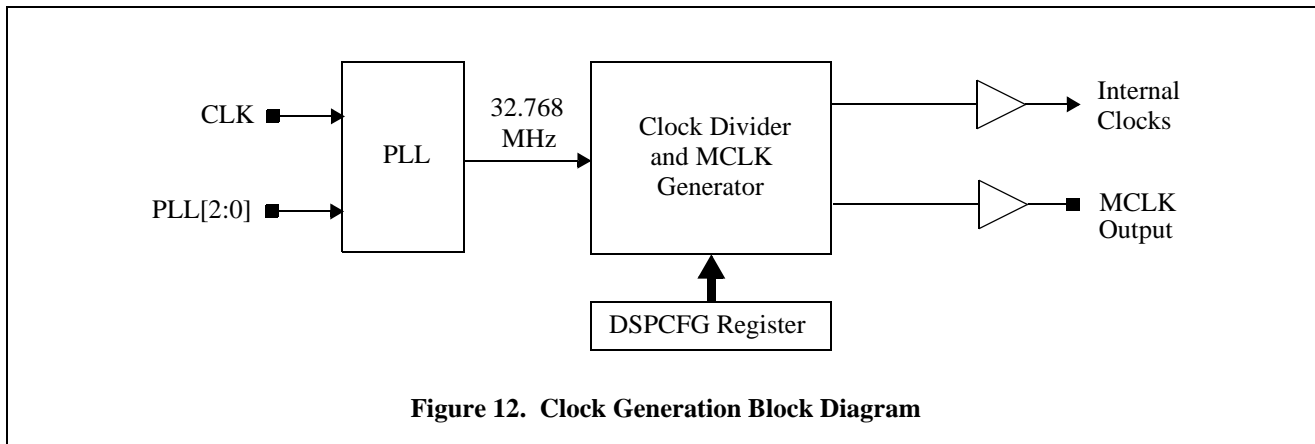 CLK
PLL[2:0]
PLL
32.768
MHz
Clock Divider
and MCLK
Generator
DSPCFG Register
Internal
Clocks
MCLK
Output
Figure 12. Clock Generation Block Diagram